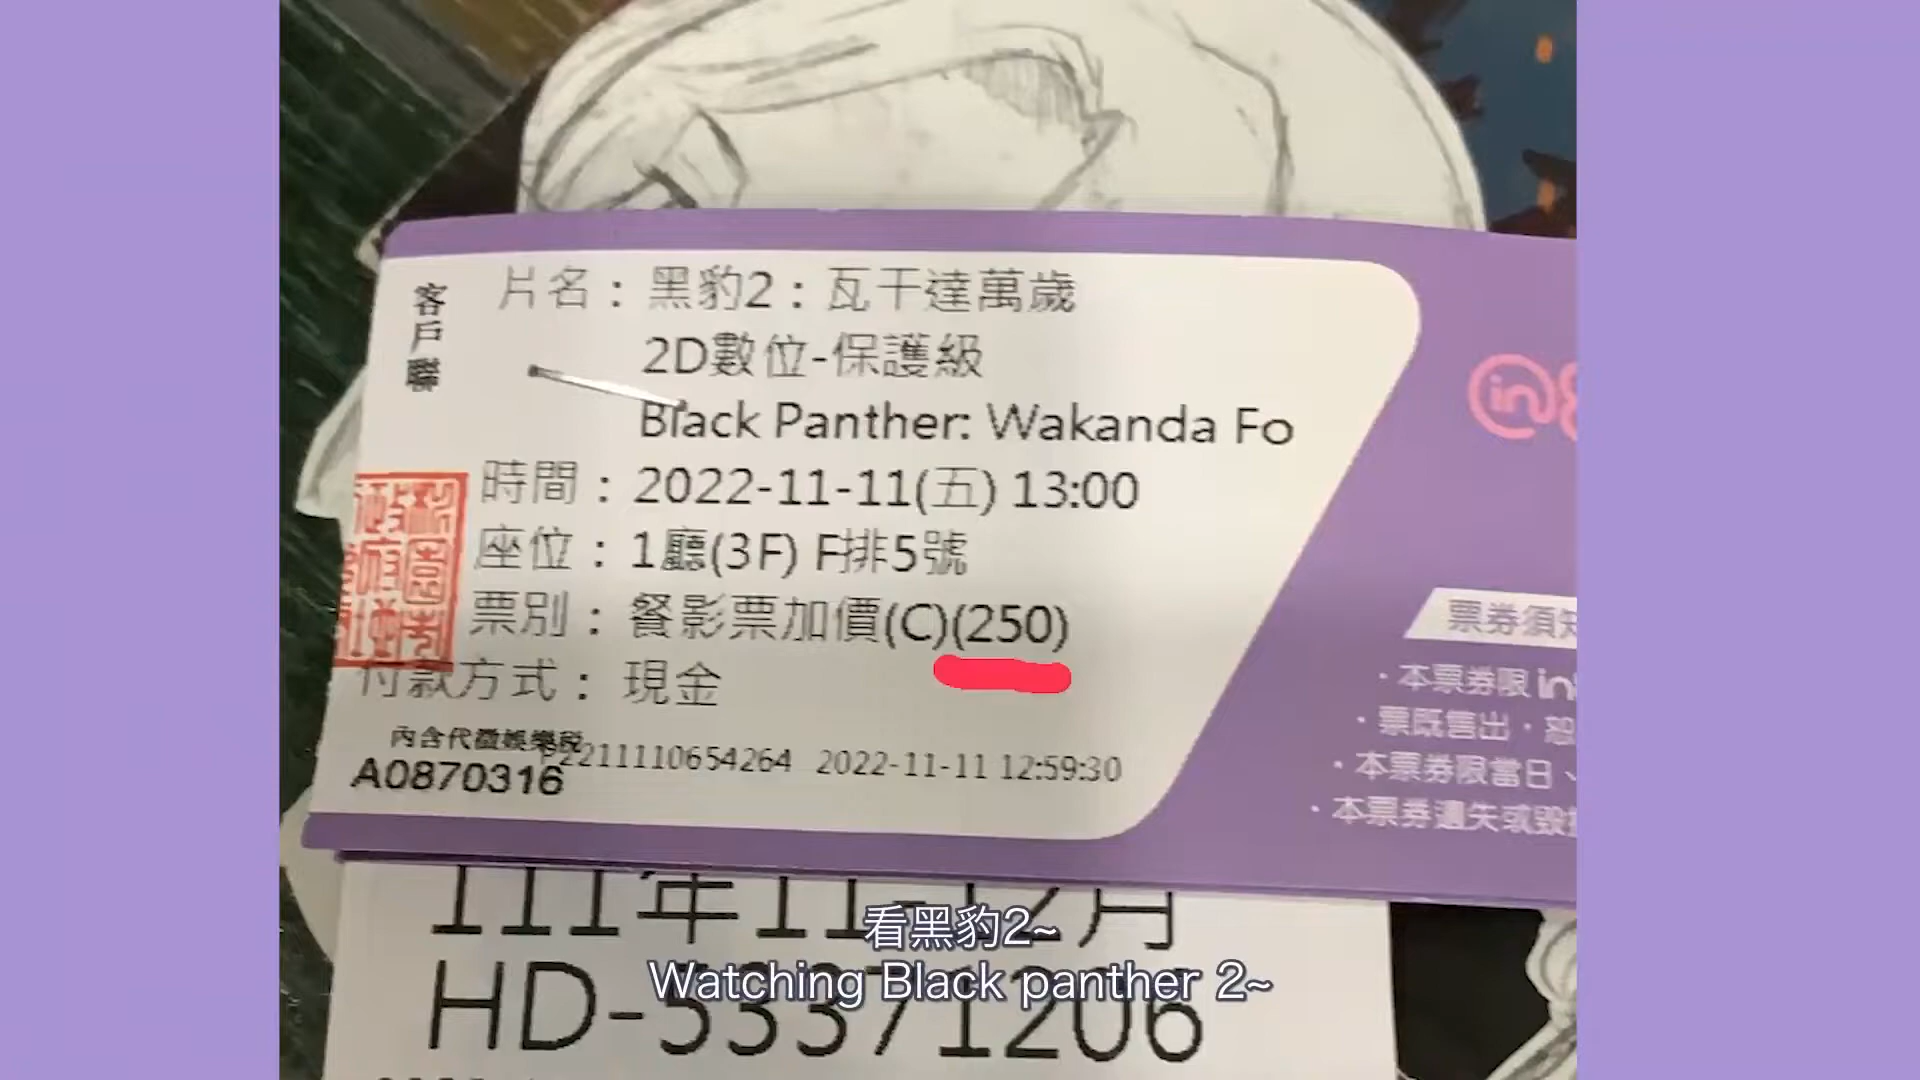 客戶聯
片名：黑豹2：瓦干達萬歲
2D數位-保護級
Black Panther: Wakanda Fo
時間：2022-11-11(五) 13:00
座位：1廳(3F) F排5號
票別：餐影票加價(C)(250)
付款方式：現金
內含代徵娛樂稅
2211110654264 2022-11-11 12:59:30
A0870316
in
票券須知
・本票券限in
・票既售出，恕
・本票券限當日、
・本票券遺失或毀
111年11-12月
HD-53371206
看黑豹2~
Watching Black panther 2~